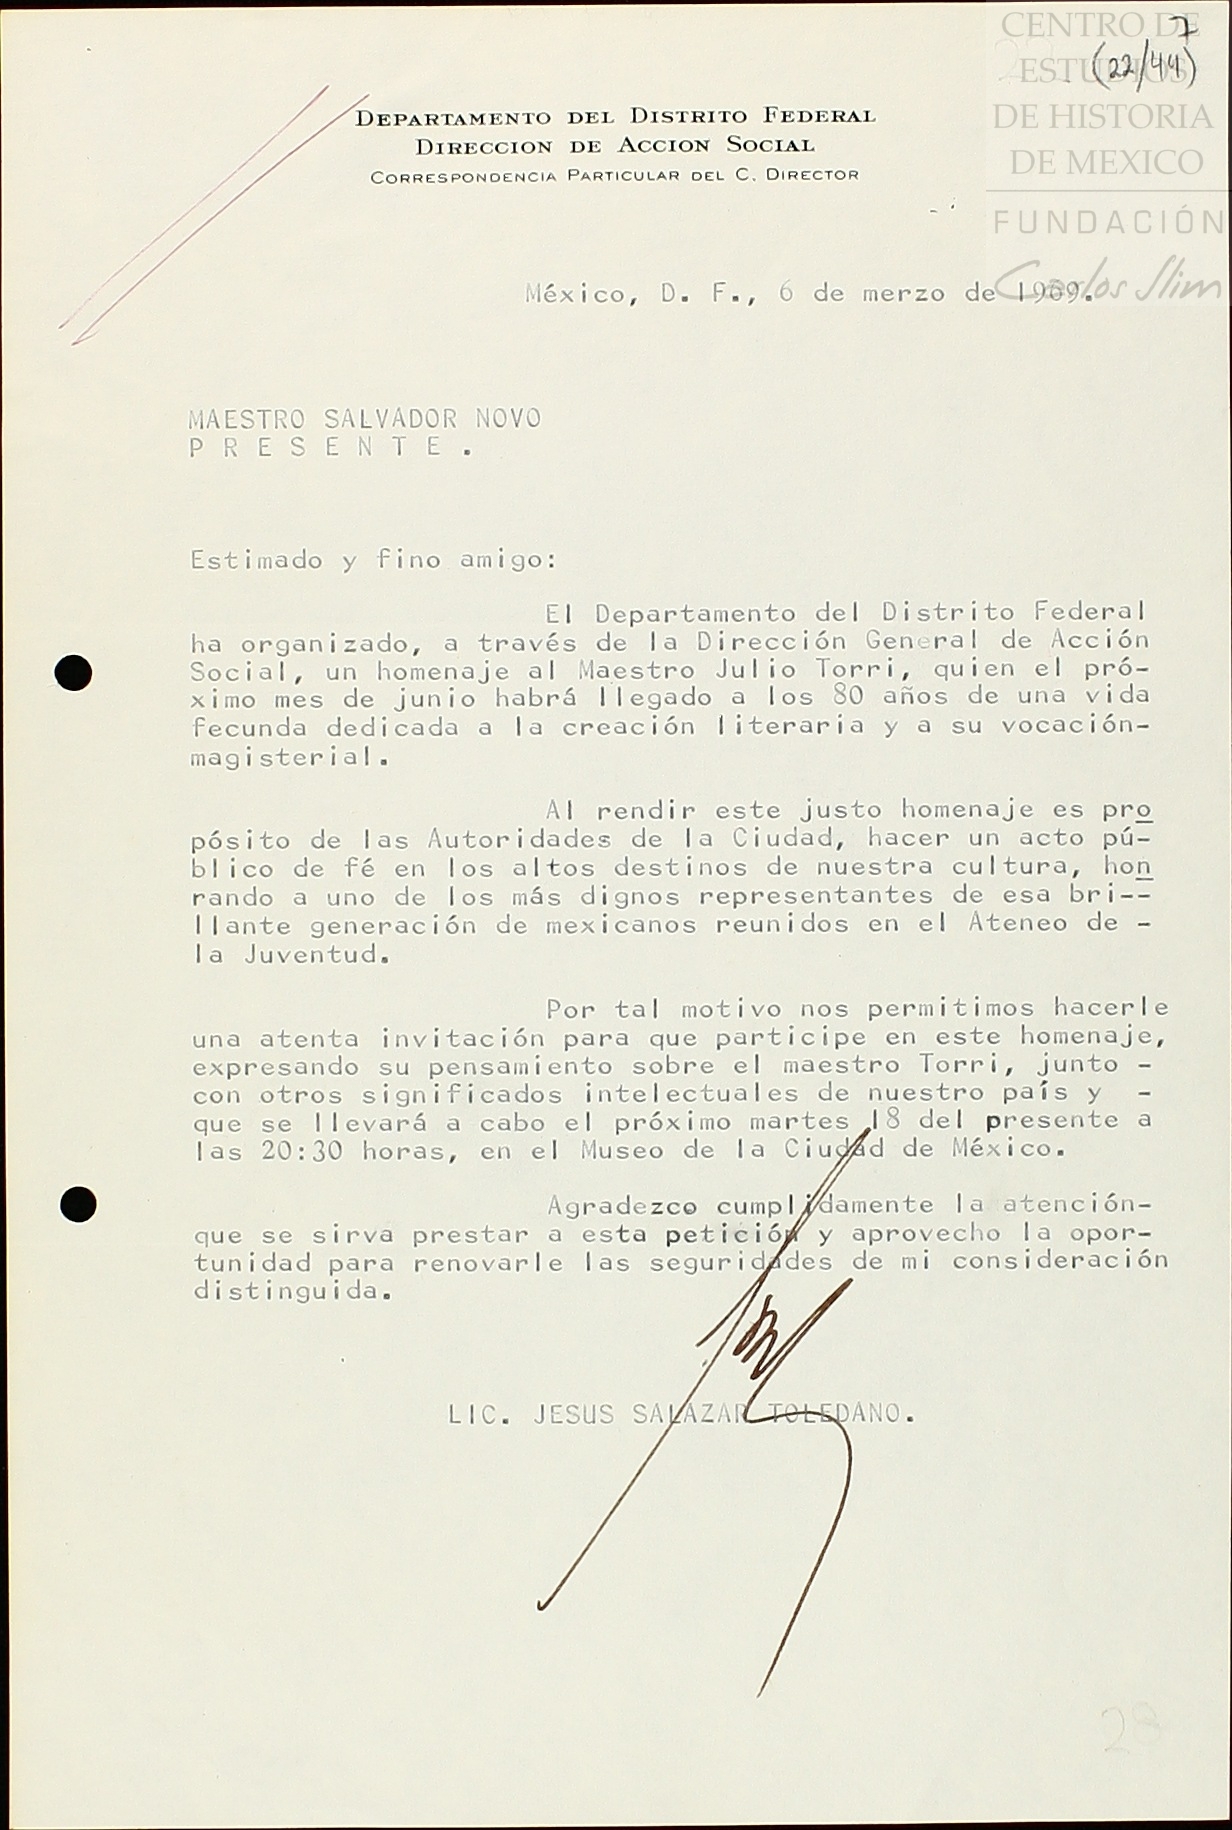 CENTRO DE
ESTUDIOS
DE HISTORIA
DE MEXICO
FUNDACIÓN
Carlos Slim
7
(22/44)
DEPARTAMENTO DEL DISTRITO FEDERAL
DIRECCION DE ACCION SOCIAL
CORRESPONDENCIA PARTICULAR DEL C. DIRECTOR
México, D. F., 6 de merzo de 1969.
MAESTRO SALVADOR NOVO
P R E S E N T E .
Estimado y fino amigo:
El Departamento del Distrito Federal
ha organizado, a través de la Dirección General de Acción
Social, un homenaje al Maestro Julio Torri, quien el pró-
ximo mes de junio habrá llegado a los 80 años de una vida
fecunda dedicada a la creación literaria y a su vocación-
magisterial.
Al rendir este justo homenaje es pro
pósito de las Autoridades de la Ciudad, hacer un acto pú-
blico de fé en los altos destinos de nuestra cultura, hon
rando a uno de los más dignos representantes de esa bri--
llante generación de mexicanos reunidos en el Ateneo de -
la Juventud.
Por tal motivo nos permitimos hacerle
una atenta invitación para que participe en este homenaje,
expresando su pensamiento sobre el maestro Torri, junto -
con otros significados intelectuales de nuestro país y -
que se llevará a cabo el próximo martes 18 del presente a
las 20:30 horas, en el Museo de la Ciudad de México.
Agradezco cumplidamente la atención-
que se sirva prestar a esta petición y aprovecho la opor-
tunidad para renovarle las seguridades de mi consideración
distinguida.
LIC. JESUS SALAZAR TOLEDANO.
28